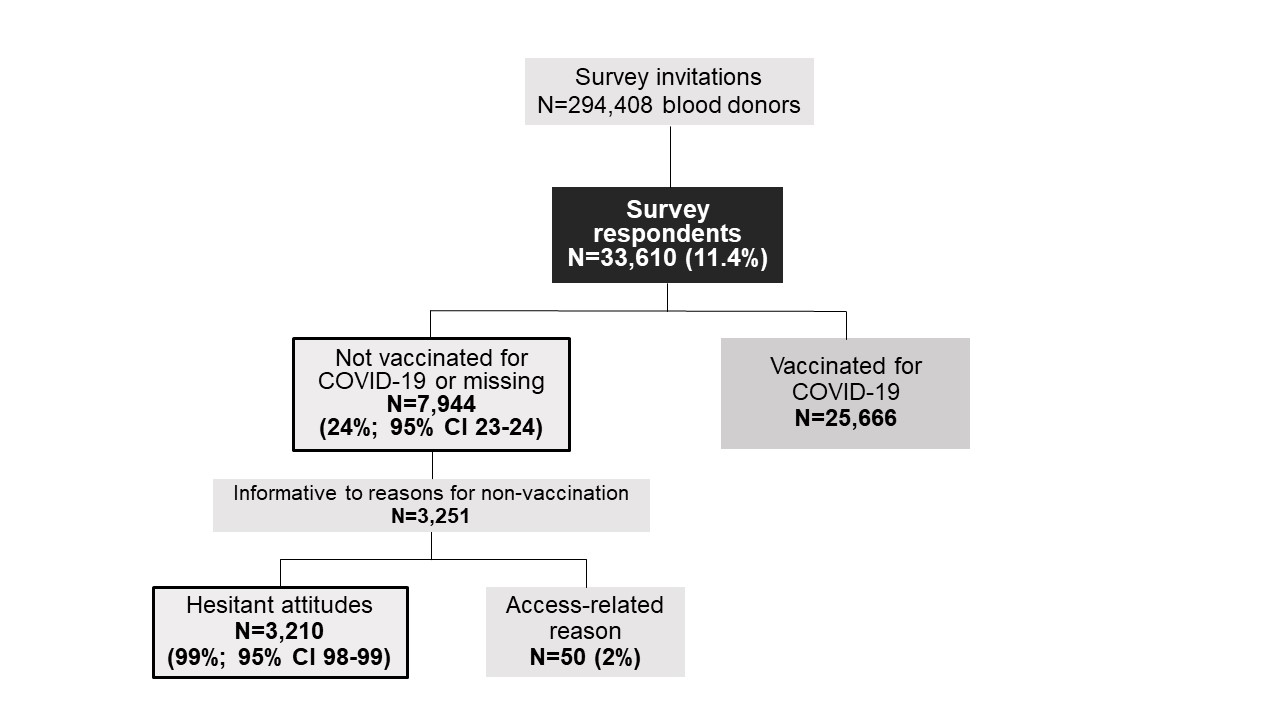 Survey invitations
N=294,408 blood donors
Survey
respondents
N=33,610 (11.4%)
Not vaccinated for
COVID-19 or missing
N=7,944
(24%; 95% CI 23-24)
Vaccinated for
COVID-19
N=25,666
Informative to reasons for non-vaccination
N=3,251
Hesitant attitudes
N=3,210
(99%; 95% CI 98-99)
Access-related
reason
N=50 (2%)